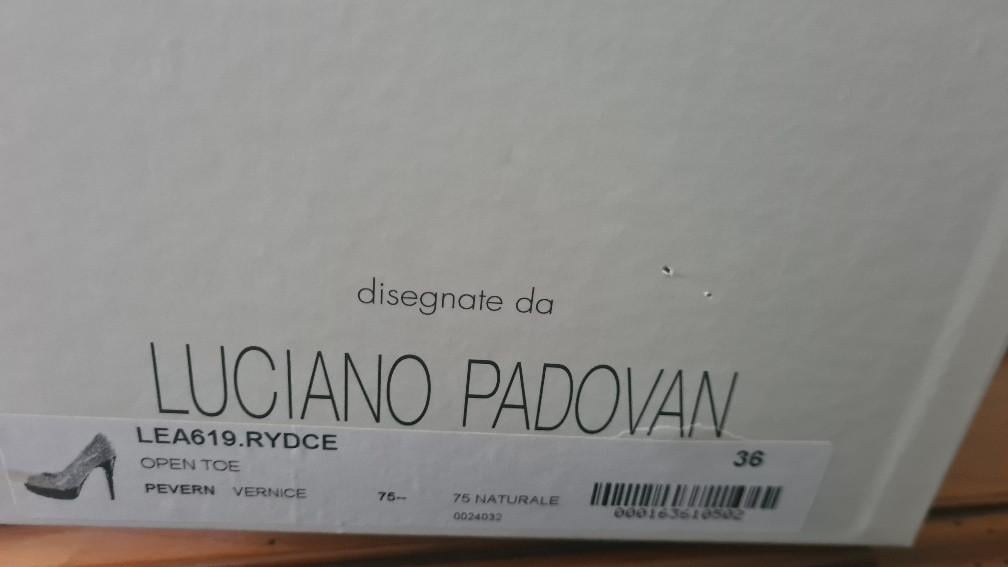 disegnate da
LUCIANO PADOVAN
LEA619.RYDCE
OPEN TOE 36
PEVERN VERNICE 75-- 75 NATURALE
0024032 000163610502